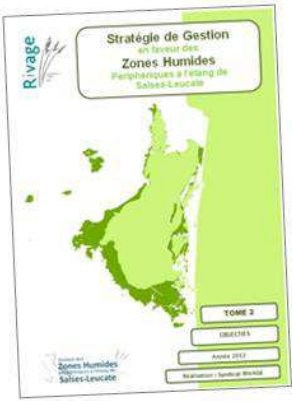 Rivage
Stratégie de Gestion
en faveur des
Zones Humides
Périphériques à l'étang de
Salses-Leucate
TOME 2
OBJECTIFS
Année 2012
Réalisation : Syndicat RIVAGE
Zones Humides
Salses-Leucate